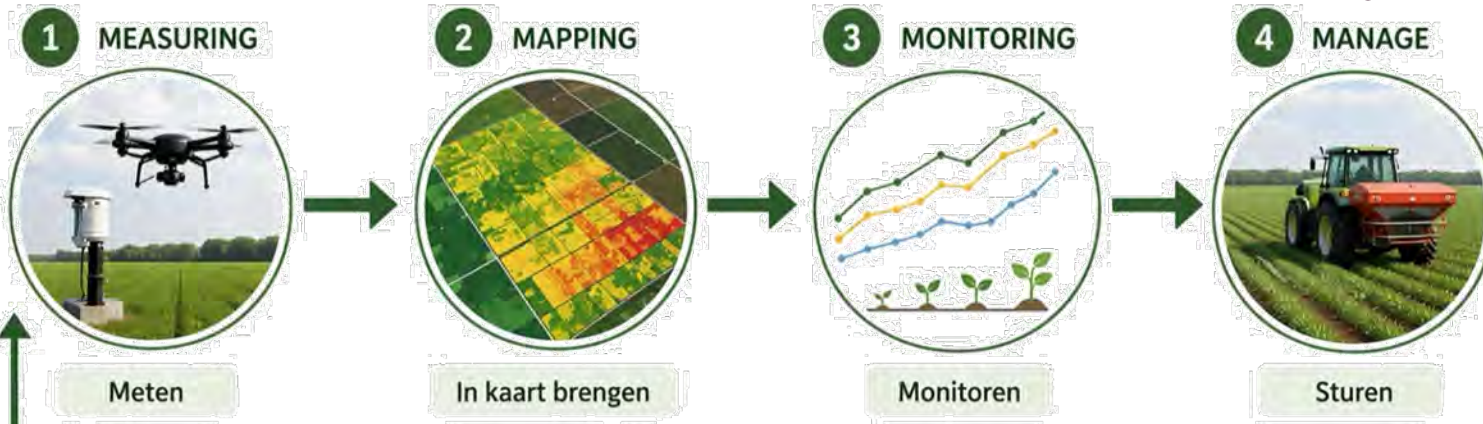 1 MEASURING
2 MAPPING
3 MONITORING
4 MANAGE
Meten
In kaart brengen
Monitoren
Sturen